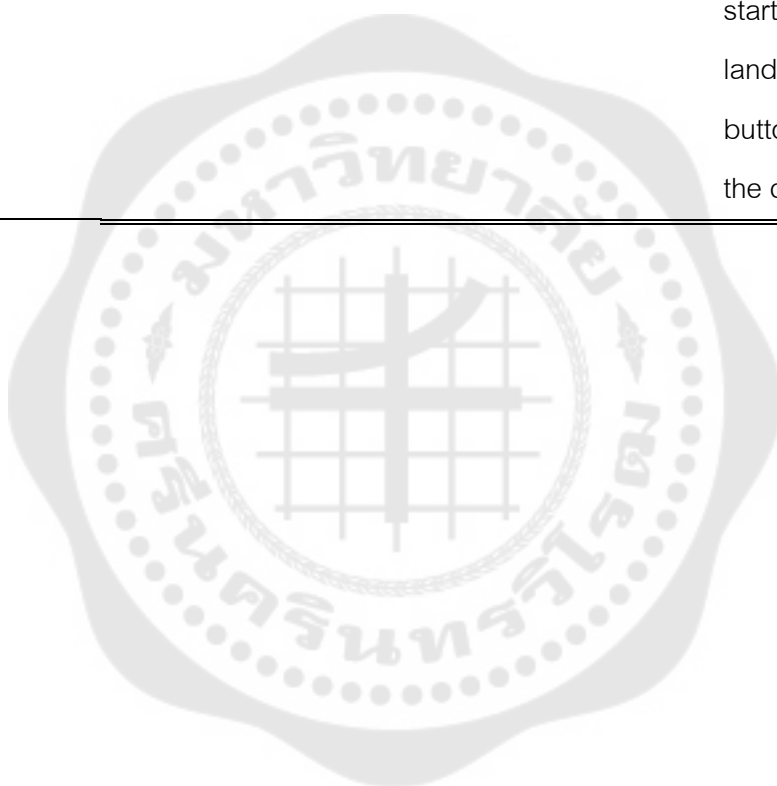 start
land
butto
the
มหาวิทยาลัย
ศรีนครินทรวิโรฒ